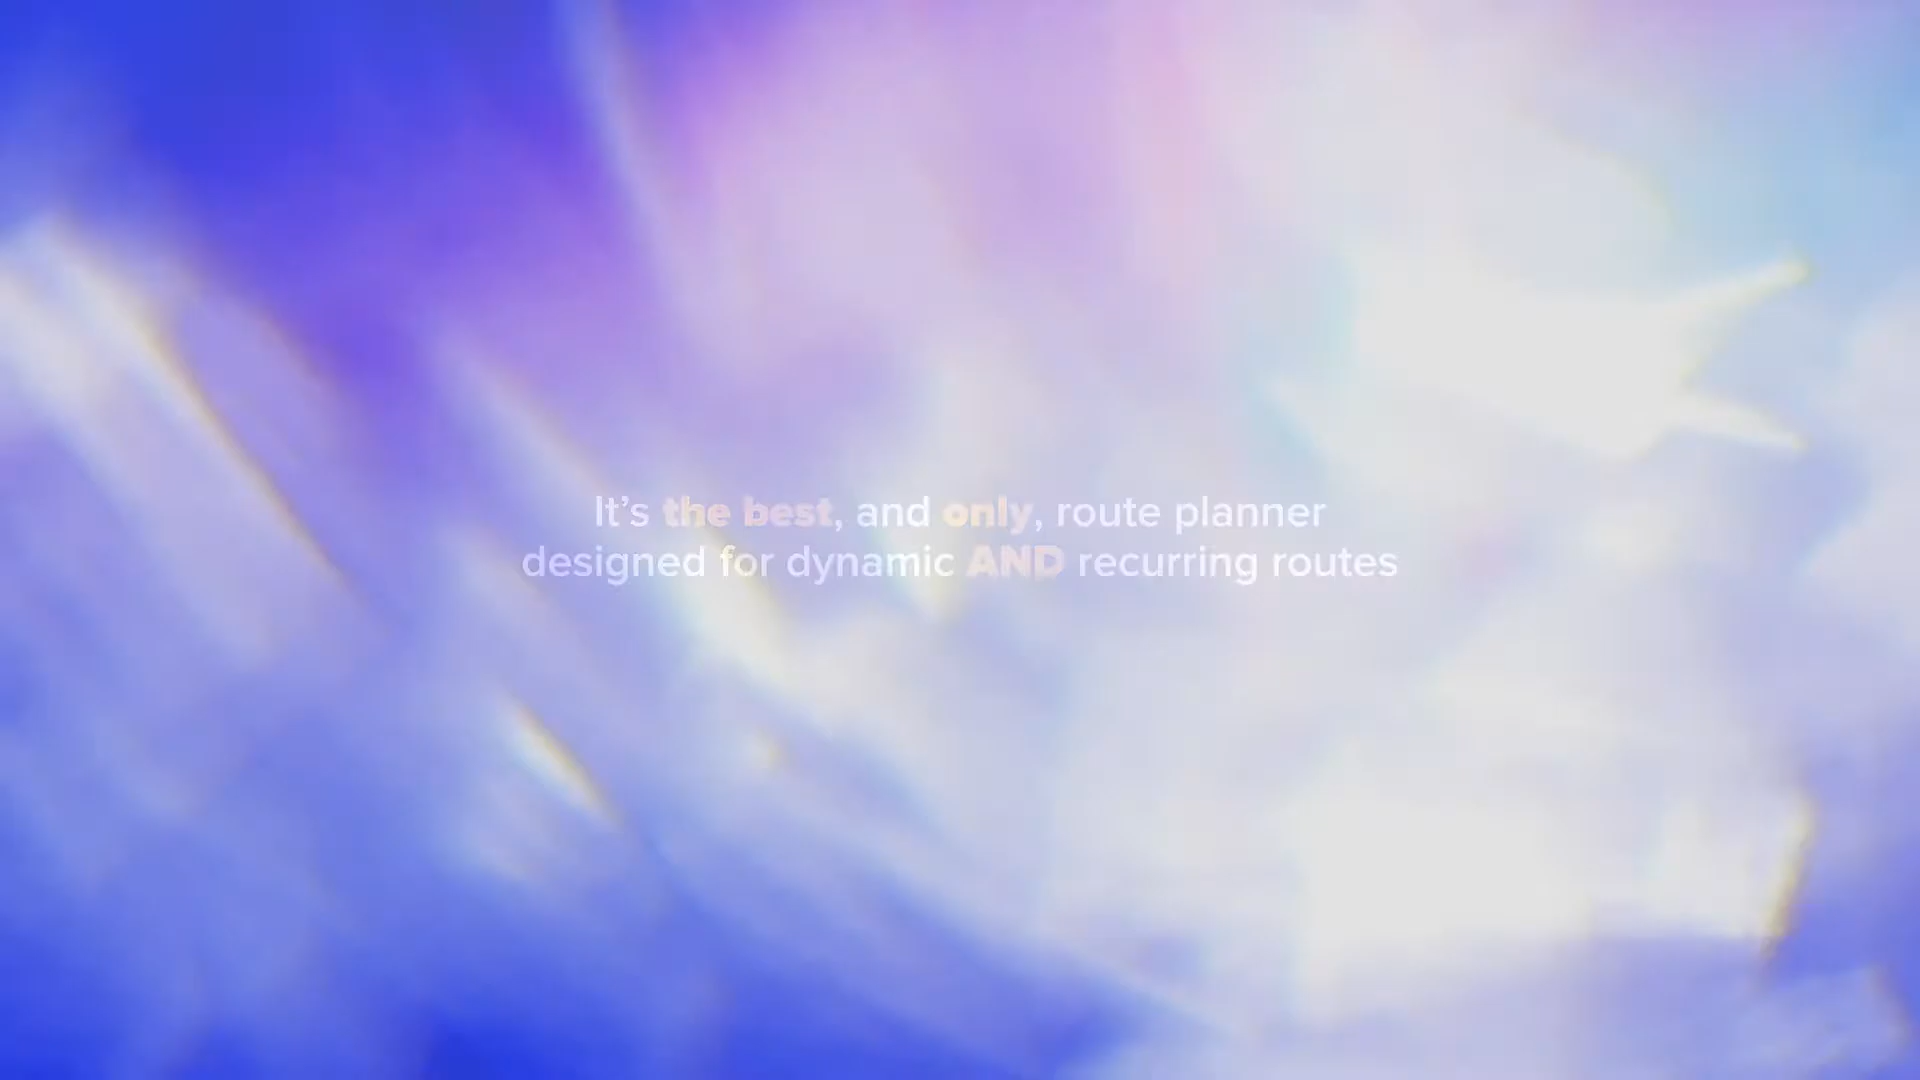 It’s the best, and only, route planner
designed for dynamic AND recurring routes